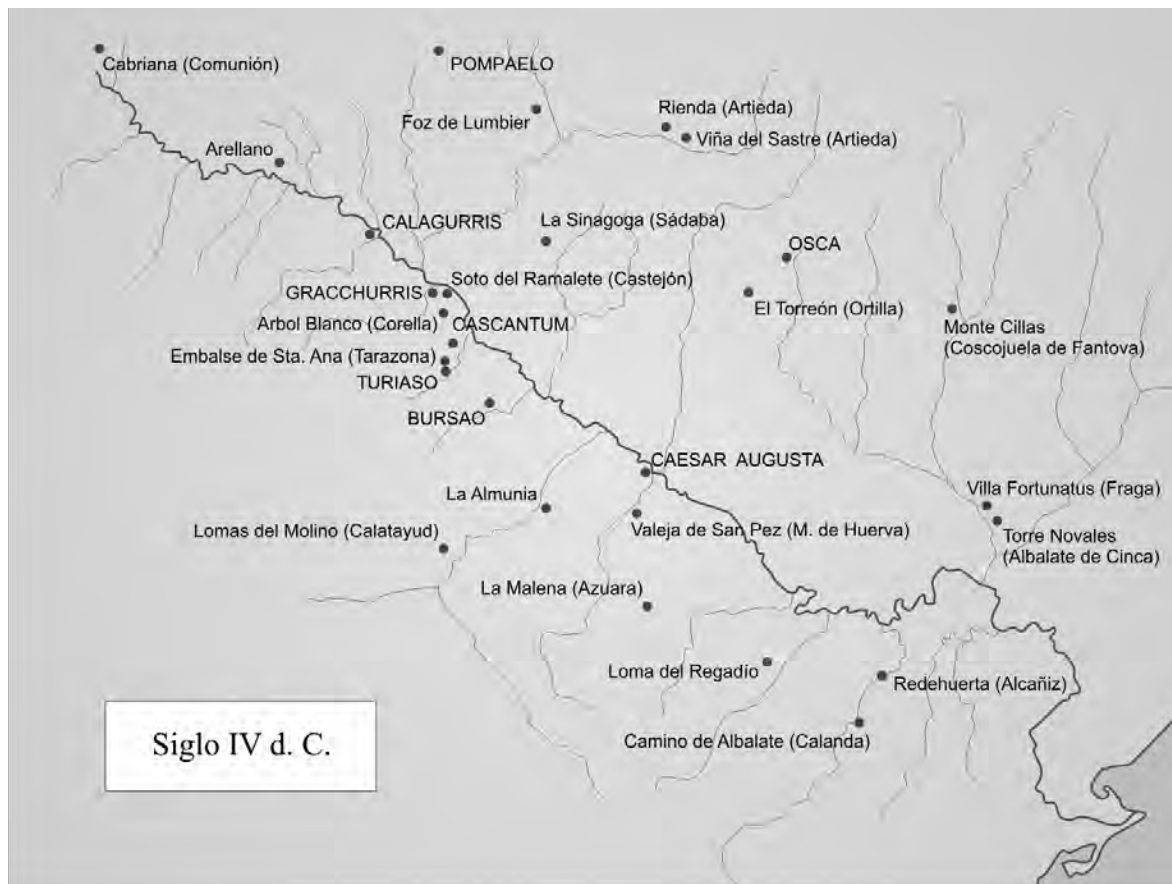 Cabriana (Comunión)
POMPAELO
Foz de Lumbier
Rienda (Artieda)
Viña del Sastre (Artieda)
Arellano
CALAGURRIS
La Sinagoga (Sádaba)
OSCA
GRACCHURRIS
Soto del Ramalete (Castejón)
El Torreón (Ortilla)
Arbol Blanco (Corella)
CASCANTUM
Monte Cillas
(Coscojuela de Fantova)
Embalse de Sta. Ana (Tarazona)
TURIASO
BURSAO
CAESAR AUGUSTA
La Almunia
Villa Fortunatus (Fraga)
Lomas del Molino (Calatayud)
Valeja de San Pez (M. de Huerva)
Torre Novales
(Albalate de Cinca)
La Malena (Azuara)
Loma del Regadío
Redehuerta (Alcañiz)
Camino de Albalate (Calanda)
Siglo IV d. C.